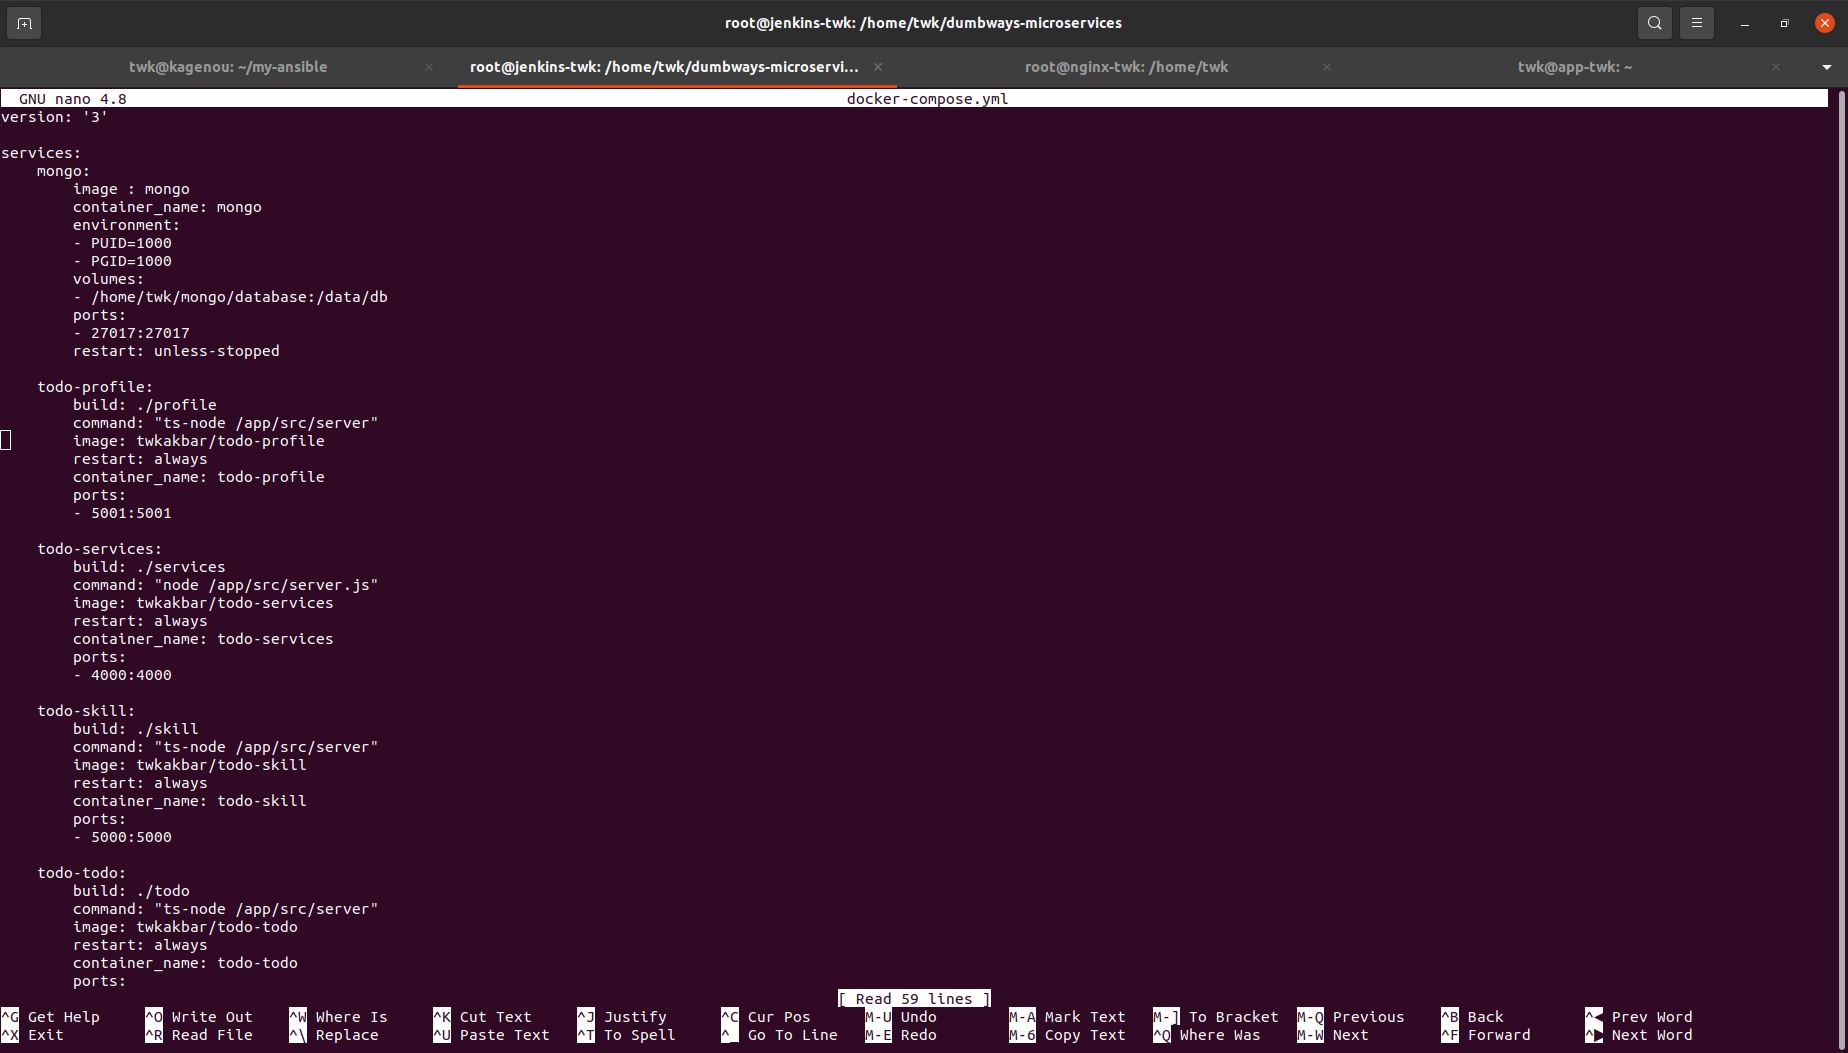 root@jenkins-twk: /home/twk/dumbways-microservices
twk@kagenou: ~/my-ansible
root@jenkins-twk: /home/twk/dumbways-microservi...
root@nginx-twk: /home/twk
twk@app-twk: ~
GNU nano 4.8 docker-compose.yml
version: '3'
services:
    mongo:
        image : mongo
        container_name: mongo
        environment:
        - PUID=1000
        - PGID=1000
        volumes:
        - /home/twk/mongo/database:/data/db
        ports:
        - 27017:27017
        restart: unless-stopped
    todo-profile:
        build: ./profile
        command: "ts-node /app/src/server"
        image: twkakbar/todo-profile
        restart: always
        container_name: todo-profile
        ports:
        - 5001:5001
    todo-services:
        build: ./services
        command: "node /app/src/server.js"
        image: twkakbar/todo-services
        restart: always
        container_name: todo-services
        ports:
        - 4000:4000
    todo-skill:
        build: ./skill
        command: "ts-node /app/src/server"
        image: twkakbar/todo-skill
        restart: always
        container_name: todo-skill
        ports:
        - 5000:5000
    todo-todo:
        build: ./todo
        command: "ts-node /app/src/server"
        image: twkakbar/todo-todo
        restart: always
        container_name: todo-todo
        ports:
[ Read 59 lines ]
^G Get Help ^O Write Out ^W Where Is ^K Cut Text ^J Justify ^C Cur Pos M-U Undo M-A Mark Text M-] To Bracket M-Q Previous ^B Back ^◀ Prev Word
^X Exit ^R Read File ^\ Replace ^U Paste Text ^T To Spell ^_ Go To Line M-E Redo M-6 Copy Text ^Q Where Was M-W Next ^F Forward ^▶ Next Word